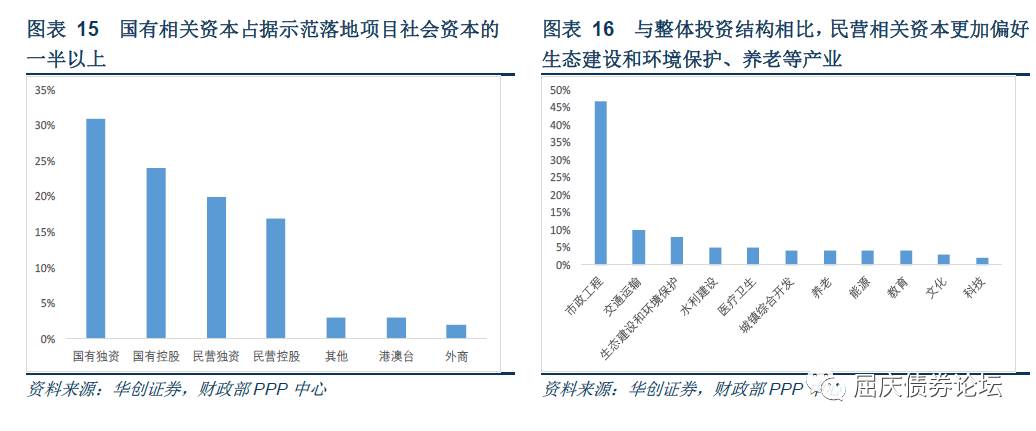 图表 15 国有相关资本占据示范落地项目社会资本的
一半以上
35%
30%
25%
20%
15%
10%
5%
0%
国有独资 国有控股 民营独资 民营控股 其他 港澳台 外商
资料来源：华创证券，财政部 PPP 中心
图表 16 与整体投资结构相比，民营相关资本更加偏好
生态建设和环境保护、养老等产业
50%
45%
40%
35%
30%
25%
20%
15%
10%
5%
0%
市政工程
交通运输
生态建设和环境保护
水利建设
医疗卫生
城镇综合开发
养老
能源
教育
文化
科技
资料来源：华创证券，财政部 PPP 中心
屈庆债券论坛